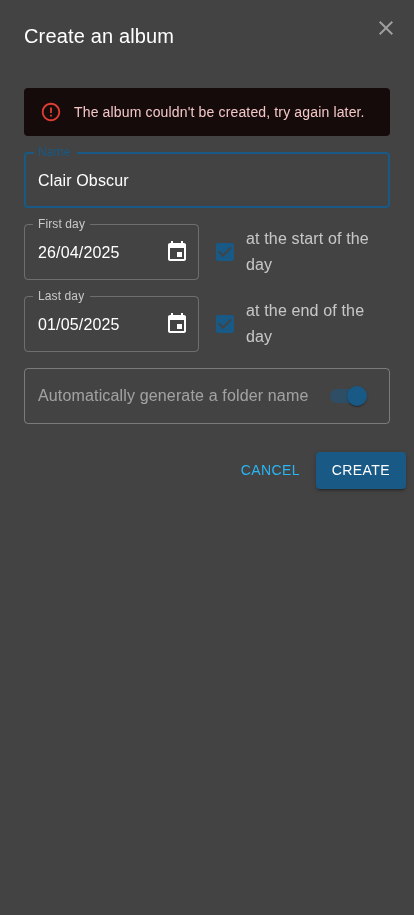 Create an album
The album couldn't be created, try again later.
Name
Clair Obscur
First day
26/04/2025
at the start of the
day
Last day
01/05/2025
at the end of the
day
Automatically generate a folder name
CANCEL
CREATE